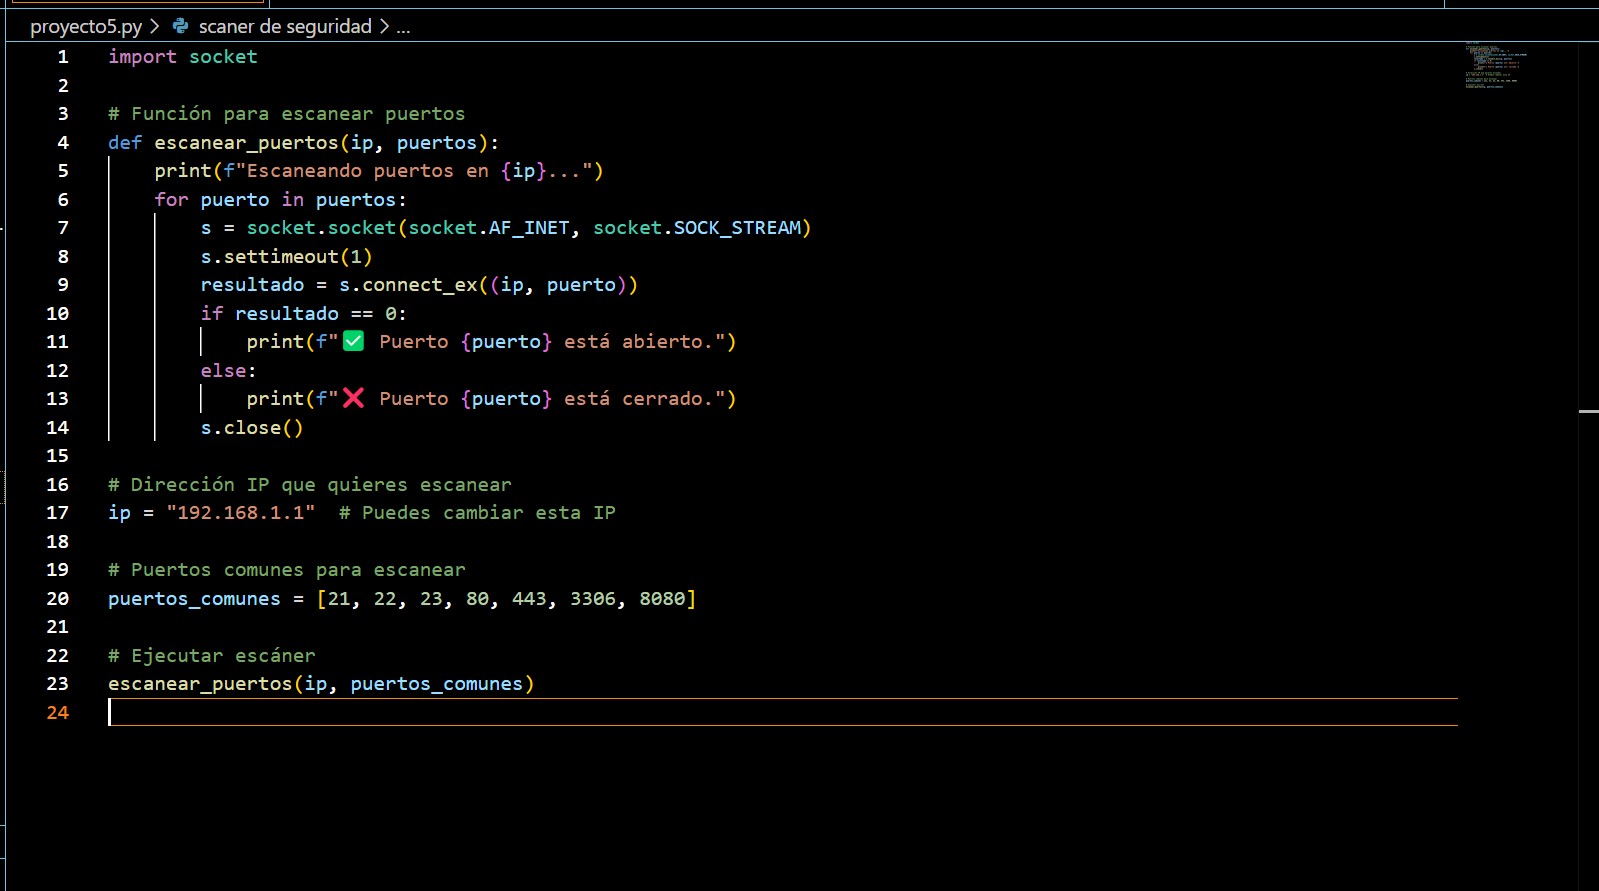 proyecto5.py > scaner de seguridad > ...
1 import socket
2
3 # Función para escanear puertos
4 def escanear_puertos(ip, puertos):
5     print(f"Escaneando puertos en {ip}...")
6     for puerto in puertos:
7         s = socket.socket(socket.AF_INET, socket.SOCK_STREAM)
8         s.settimeout(1)
9         resultado = s.connect_ex((ip, puerto))
10         if resultado == 0:
11             print(f"✅ Puerto {puerto} está abierto.")
12         else:
13             print(f"❌ Puerto {puerto} está cerrado.")
14         s.close()
15
16 # Dirección IP que quieres escanear
17 ip = "192.168.1.1"  # Puedes cambiar esta IP
18
19 # Puertos comunes para escanear
20 puertos_comunes = [21, 22, 23, 80, 443, 3306, 8080]
21
22 # Ejecutar escáner
23 escanear_puertos(ip, puertos_comunes)
24